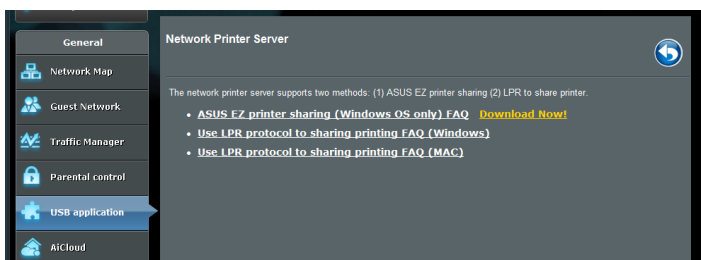 General
Network Map
Guest Network
Traffic Manager
Parental control
USB application
AiCloud
Network Printer Server
The network printer server supports two methods: (1) ASUS EZ printer sharing (2) LPR to share printer.
ASUS EZ printer sharing (Windows OS only) FAQ Download Now!
Use LPR protocol to sharing printing FAQ (Windows)
Use LPR protocol to sharing printing FAQ (MAC)